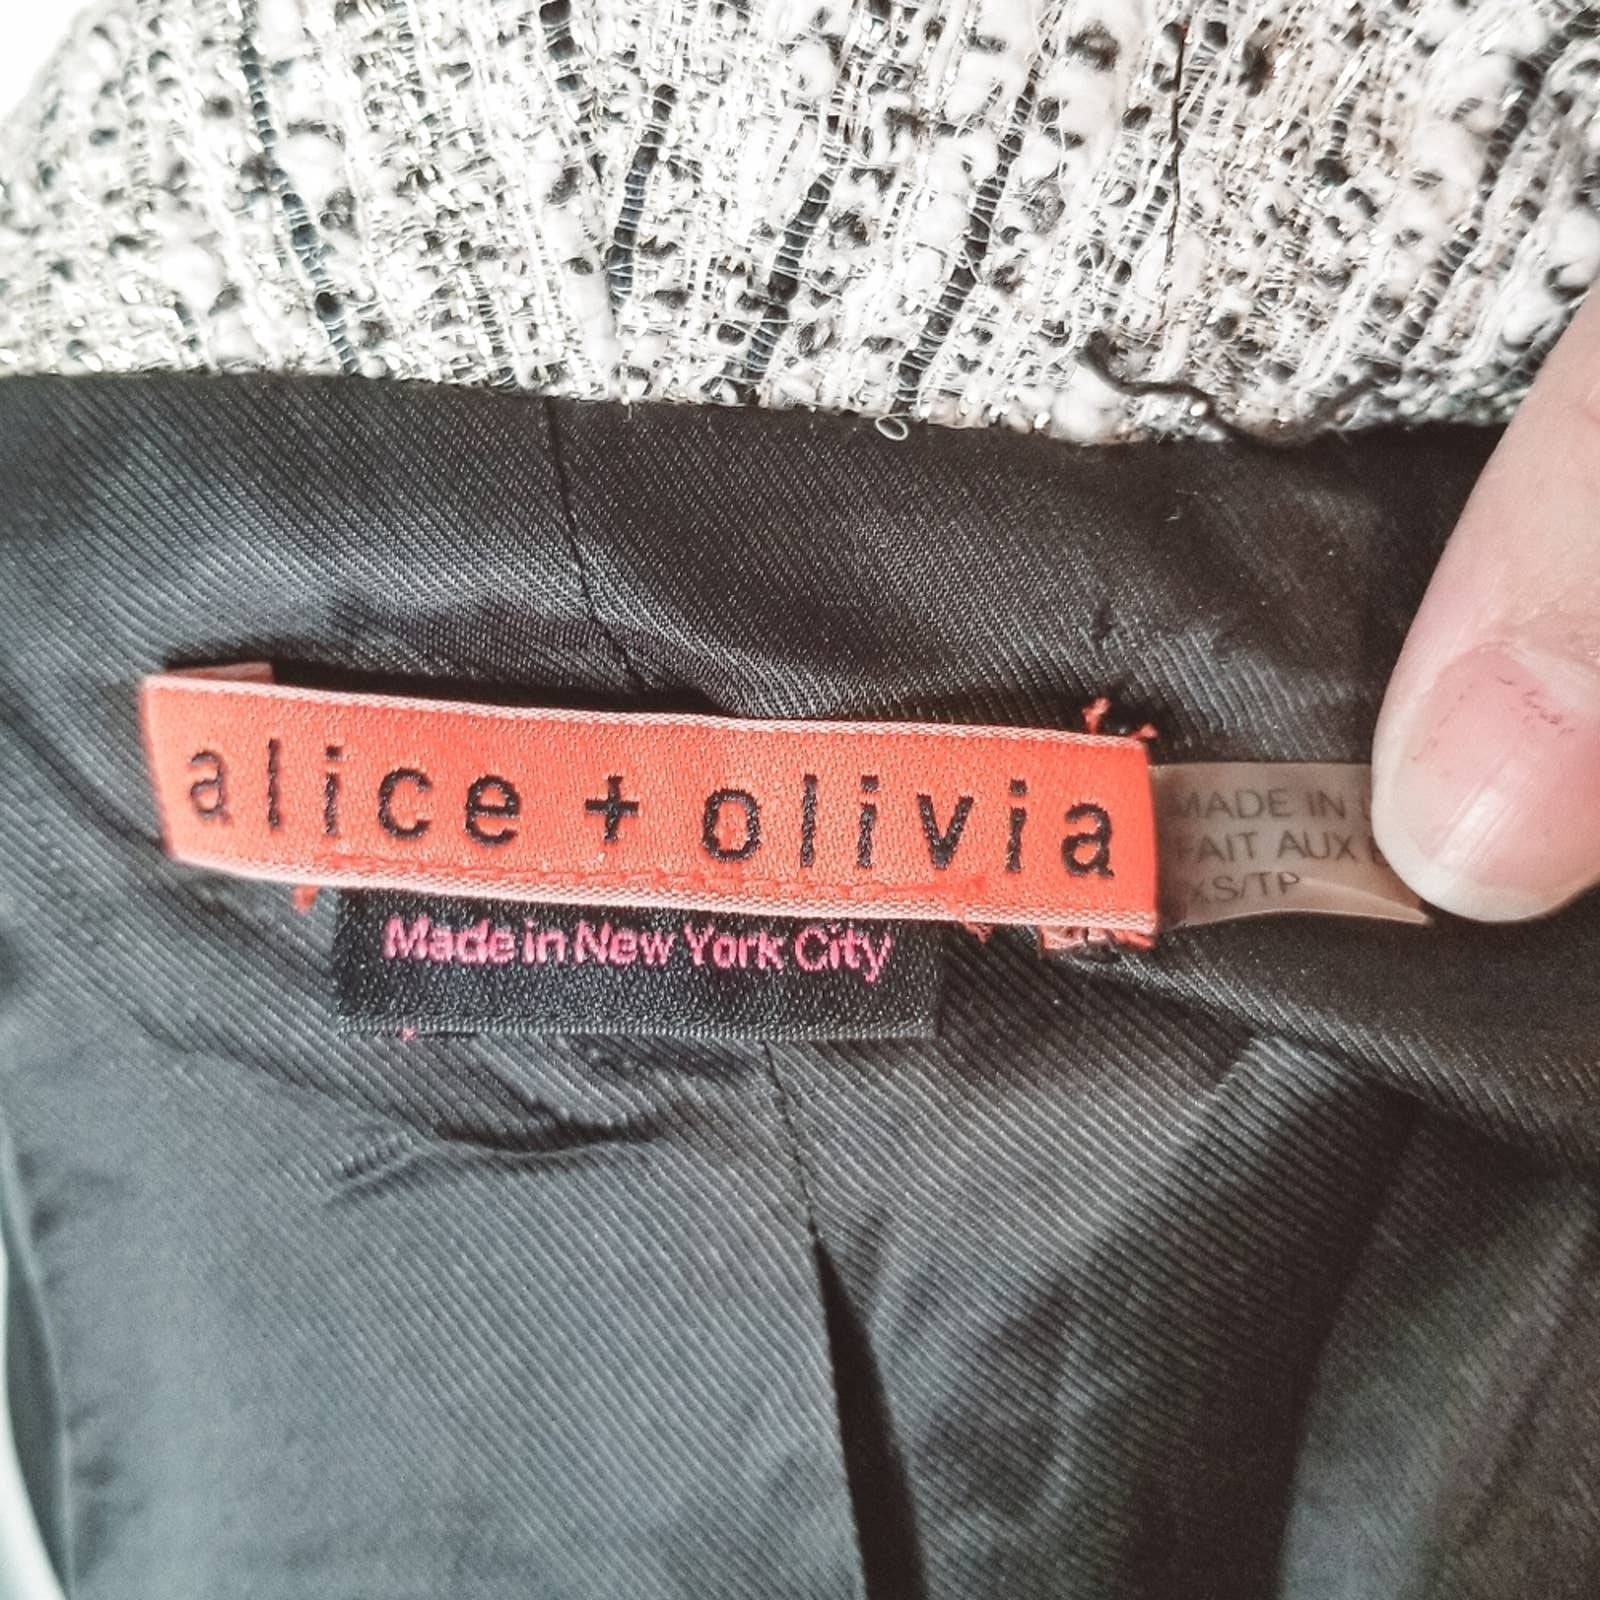 alice + olivia
Made in New York City
MADE IN
FAIT AUX
XS/TP